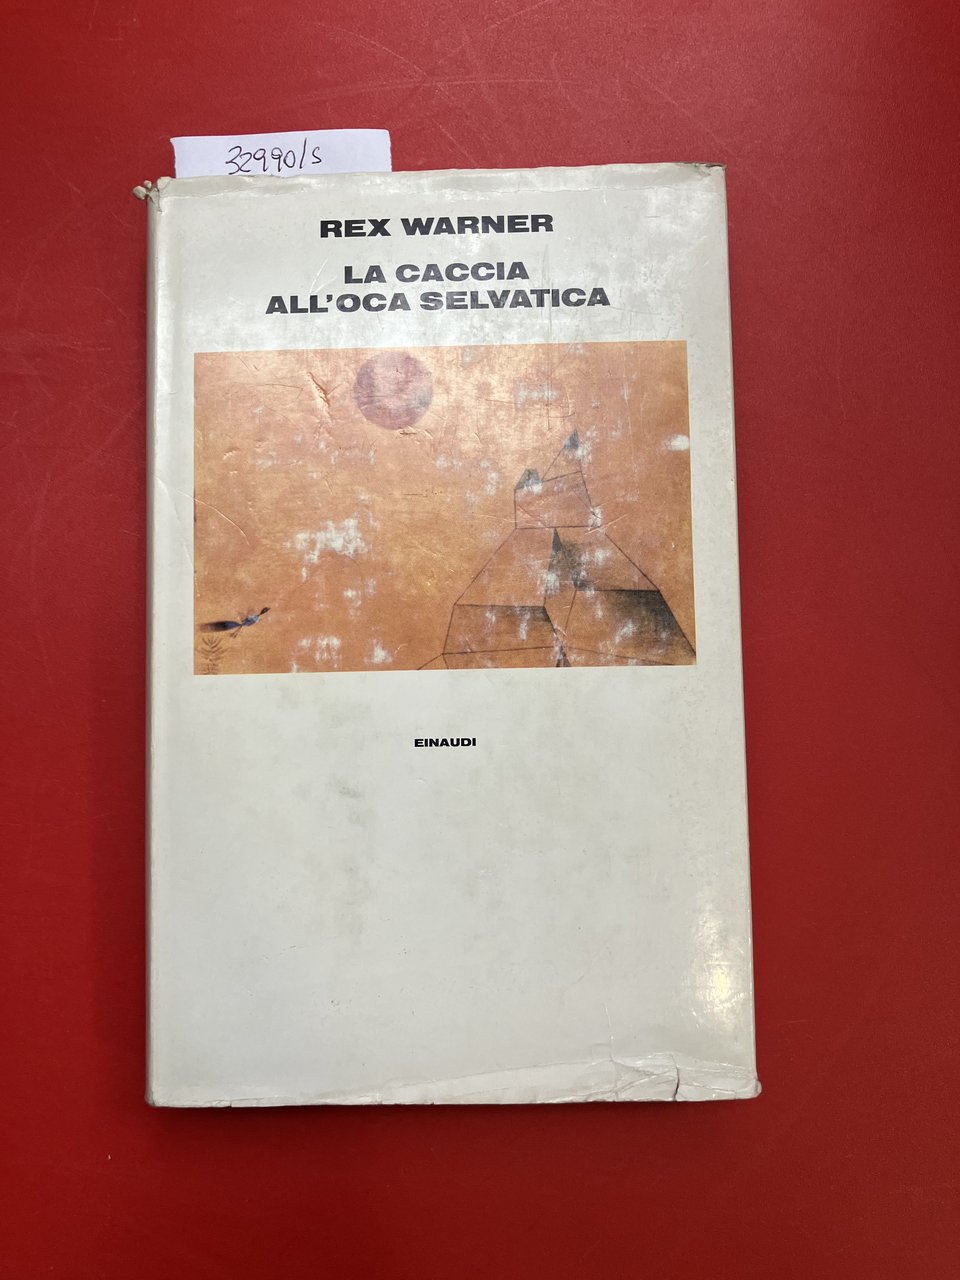 32990/s
REX WARNER
LA CACCIA
ALL'OCA SELVATICA
EINAUDI